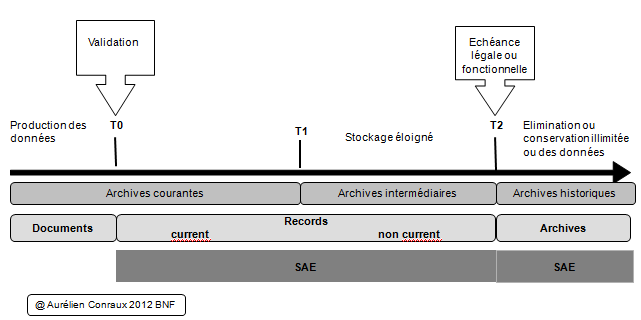 Validation
Echéance
légale ou
fonctionnelle
Production des
données
T0
T1
Stockage éloigné
T2
Elimination ou
conservation illimitée
ou des données
Archives courantes
Archives intermédiaires
Archives historiques
Documents
Records
current
non current
Archives
SAE
SAE
@ Aurélien Conraux 2012 BNF